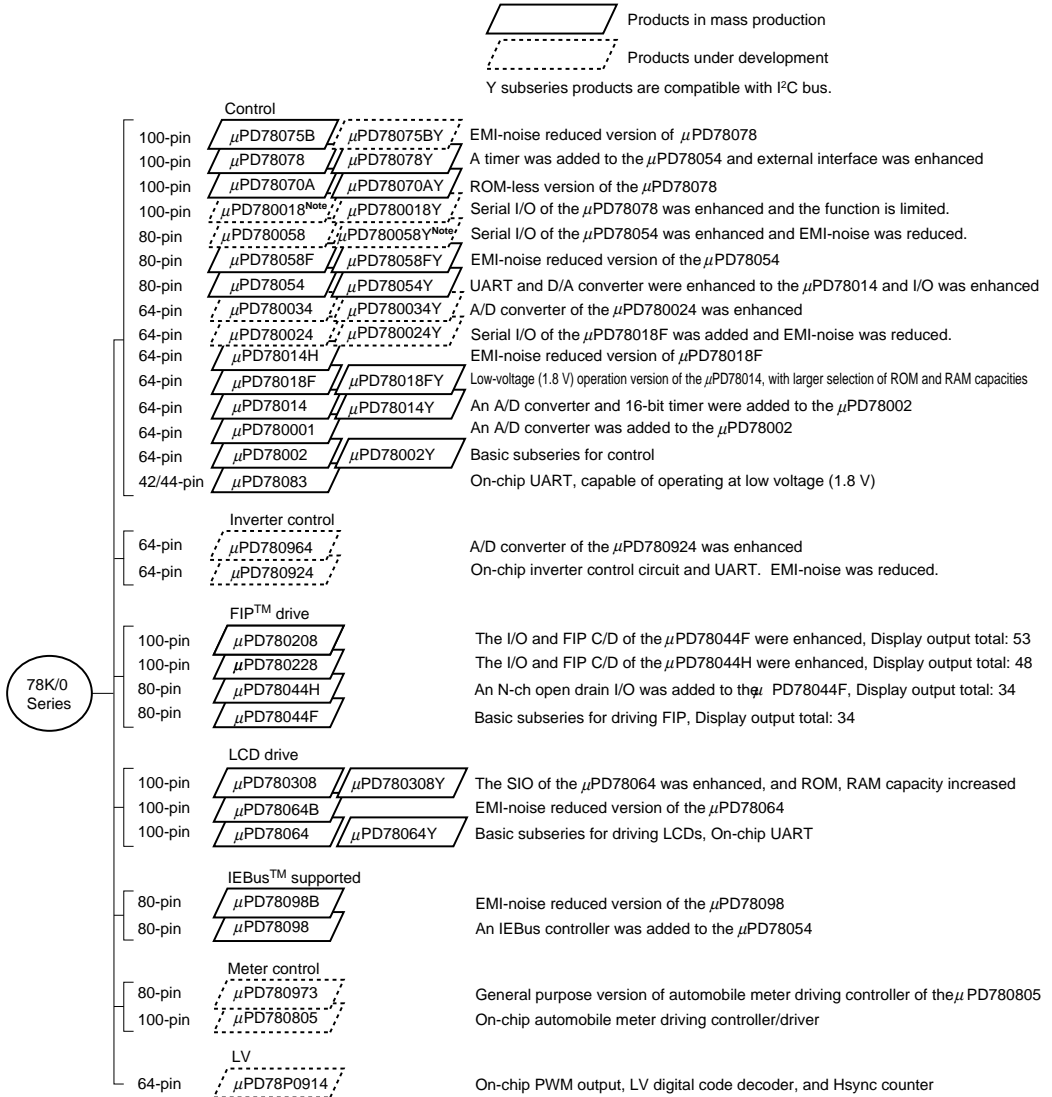 Products in mass production
Products under development
Y subseries products are compatible with I²C bus.
78K/0 Series
Control
100-pin μPD78075B μPD78075BY EMI-noise reduced version of μPD78078
100-pin μPD78078 μPD78078Y A timer was added to the μPD78054 and external interface was enhanced
100-pin μPD78070A μPD78070AY ROM-less version of the μPD78078
100-pin μPD780018Note μPD780018Y Serial I/O of the μPD78078 was enhanced and the function is limited.
80-pin μPD780058 μPD780058YNote Serial I/O of the μPD78054 was enhanced and EMI-noise was reduced.
80-pin μPD78058F μPD78058FY EMI-noise reduced version of the μPD78054
80-pin μPD78054 μPD78054Y UART and D/A converter were enhanced to the μPD78014 and I/O was enhanced
64-pin μPD780034 μPD780034Y A/D converter of the μPD780024 was enhanced
64-pin μPD780024 μPD780024Y Serial I/O of the μPD78018F was added and EMI-noise was reduced.
64-pin μPD78014H EMI-noise reduced version of μPD78018F
64-pin μPD78018F μPD78018FY Low-voltage (1.8 V) operation version of the μPD78014, with larger selection of ROM and RAM capacities
64-pin μPD78014 μPD78014Y An A/D converter and 16-bit timer were added to the μPD78002
64-pin μPD780001 An A/D converter was added to the μPD78002
64-pin μPD78002 μPD78002Y Basic subseries for control
42/44-pin μPD78083 On-chip UART, capable of operating at low voltage (1.8 V)
Inverter control
64-pin μPD780964 A/D converter of the μPD780924 was enhanced
64-pin μPD780924 On-chip inverter control circuit and UART. EMI-noise was reduced.
FIP™ drive
100-pin μPD780208 The I/O and FIP C/D of the μPD78044F were enhanced, Display output total: 53
100-pin μPD780228 The I/O and FIP C/D of the μPD78044H were enhanced, Display output total: 48
80-pin μPD78044H An N-ch open drain I/O was added to the μ PD78044F, Display output total: 34
80-pin μPD78044F Basic subseries for driving FIP, Display output total: 34
LCD drive
100-pin μPD780308 μPD780308Y The SIO of the μPD78064 was enhanced, and ROM, RAM capacity increased
100-pin μPD78064B EMI-noise reduced version of the μPD78064
100-pin μPD78064 μPD78064Y Basic subseries for driving LCDs, On-chip UART
IEBus™ supported
80-pin μPD78098B EMI-noise reduced version of the μPD78098
80-pin μPD78098 An IEBus controller was added to the μPD78054
Meter control
80-pin μPD780973 General purpose version of automobile meter driving controller of the μ PD780805
100-pin μPD780805 On-chip automobile meter driving controller/driver
LV
64-pin μPD78P0914 On-chip PWM output, LV digital code decoder, and Hsync counter